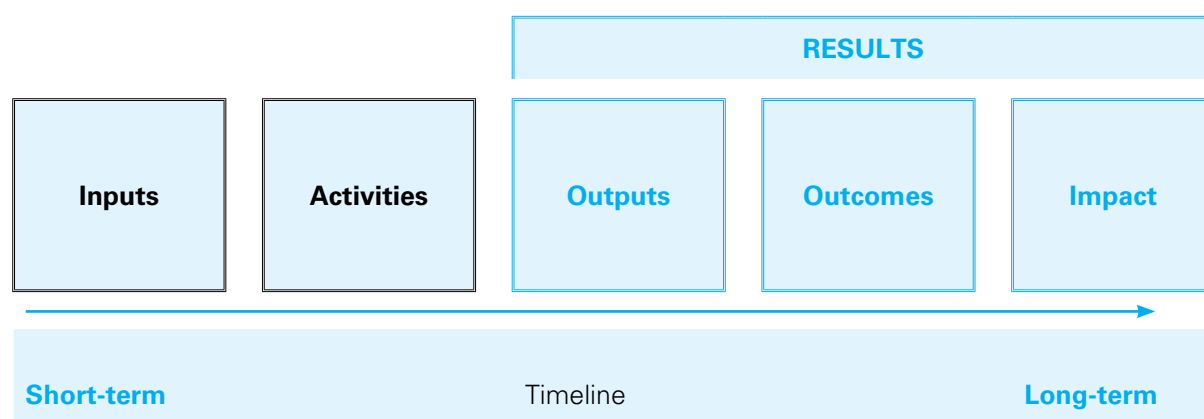 RESULTS
Inputs Activities Outputs Outcomes Impact
Short-term Timeline Long-term